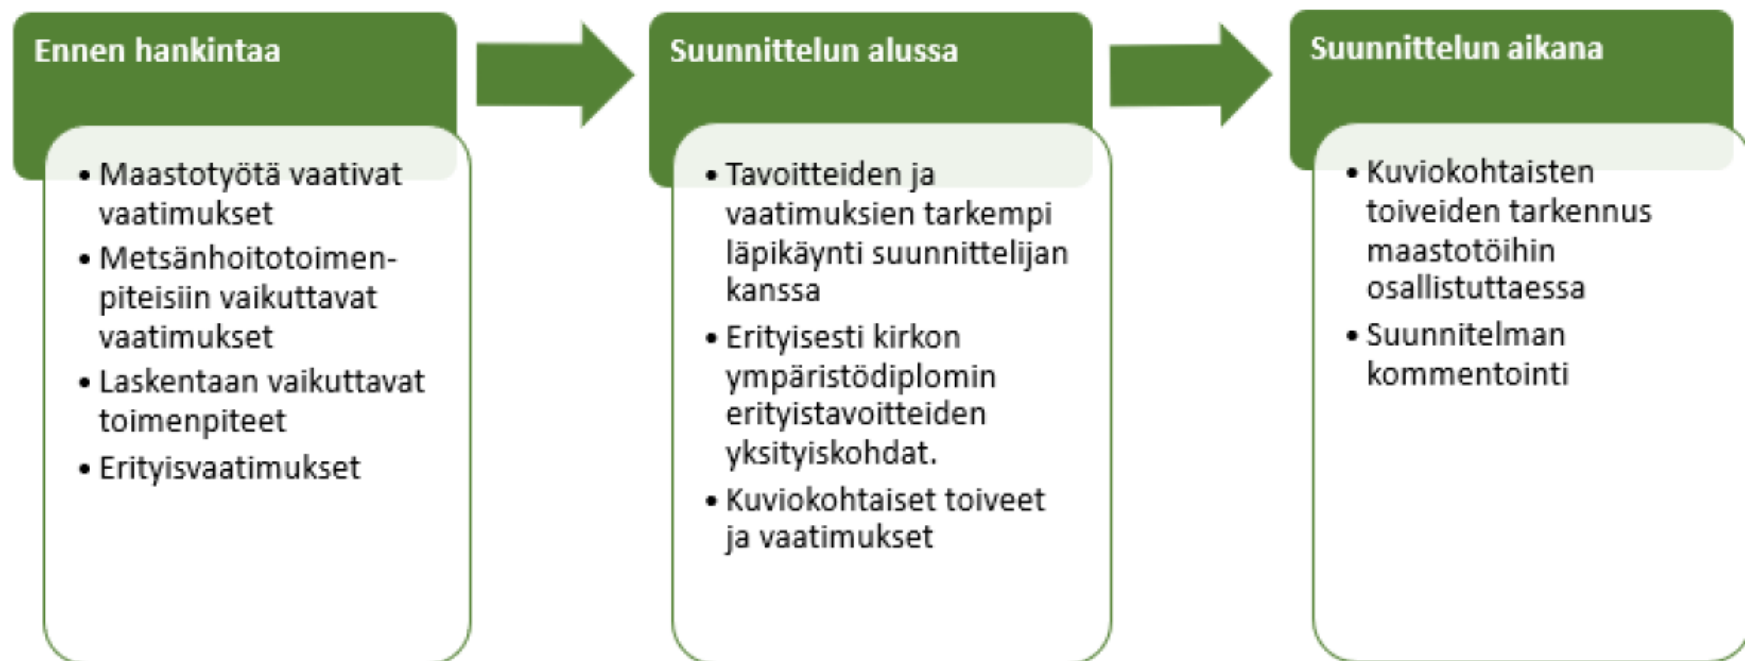 Ennen hankintaa
• Maastotyötä vaativat
vaatimukset
• Metsänhoitotoimen-
piteisiin vaikuttavat
vaatimukset
• Laskentaan vaikuttavat
toimenpiteet
• Erityisvaatimukset
Suunnittelun alussa
• Tavoitteiden ja
vaatimuksien tarkempi
läpikäynti suunnittelijan
kanssa
• Erityisesti kirkon
ympäristödiplomin
erityistavoitteiden
yksityiskohdat.
• Kuviokohtaiset toiveet
ja vaatimukset
Suunnittelun aikana
• Kuviokohtaisten
toiveiden tarkennus
maastotöihin
osallistuttaessa
• Suunnitelman
kommentointi